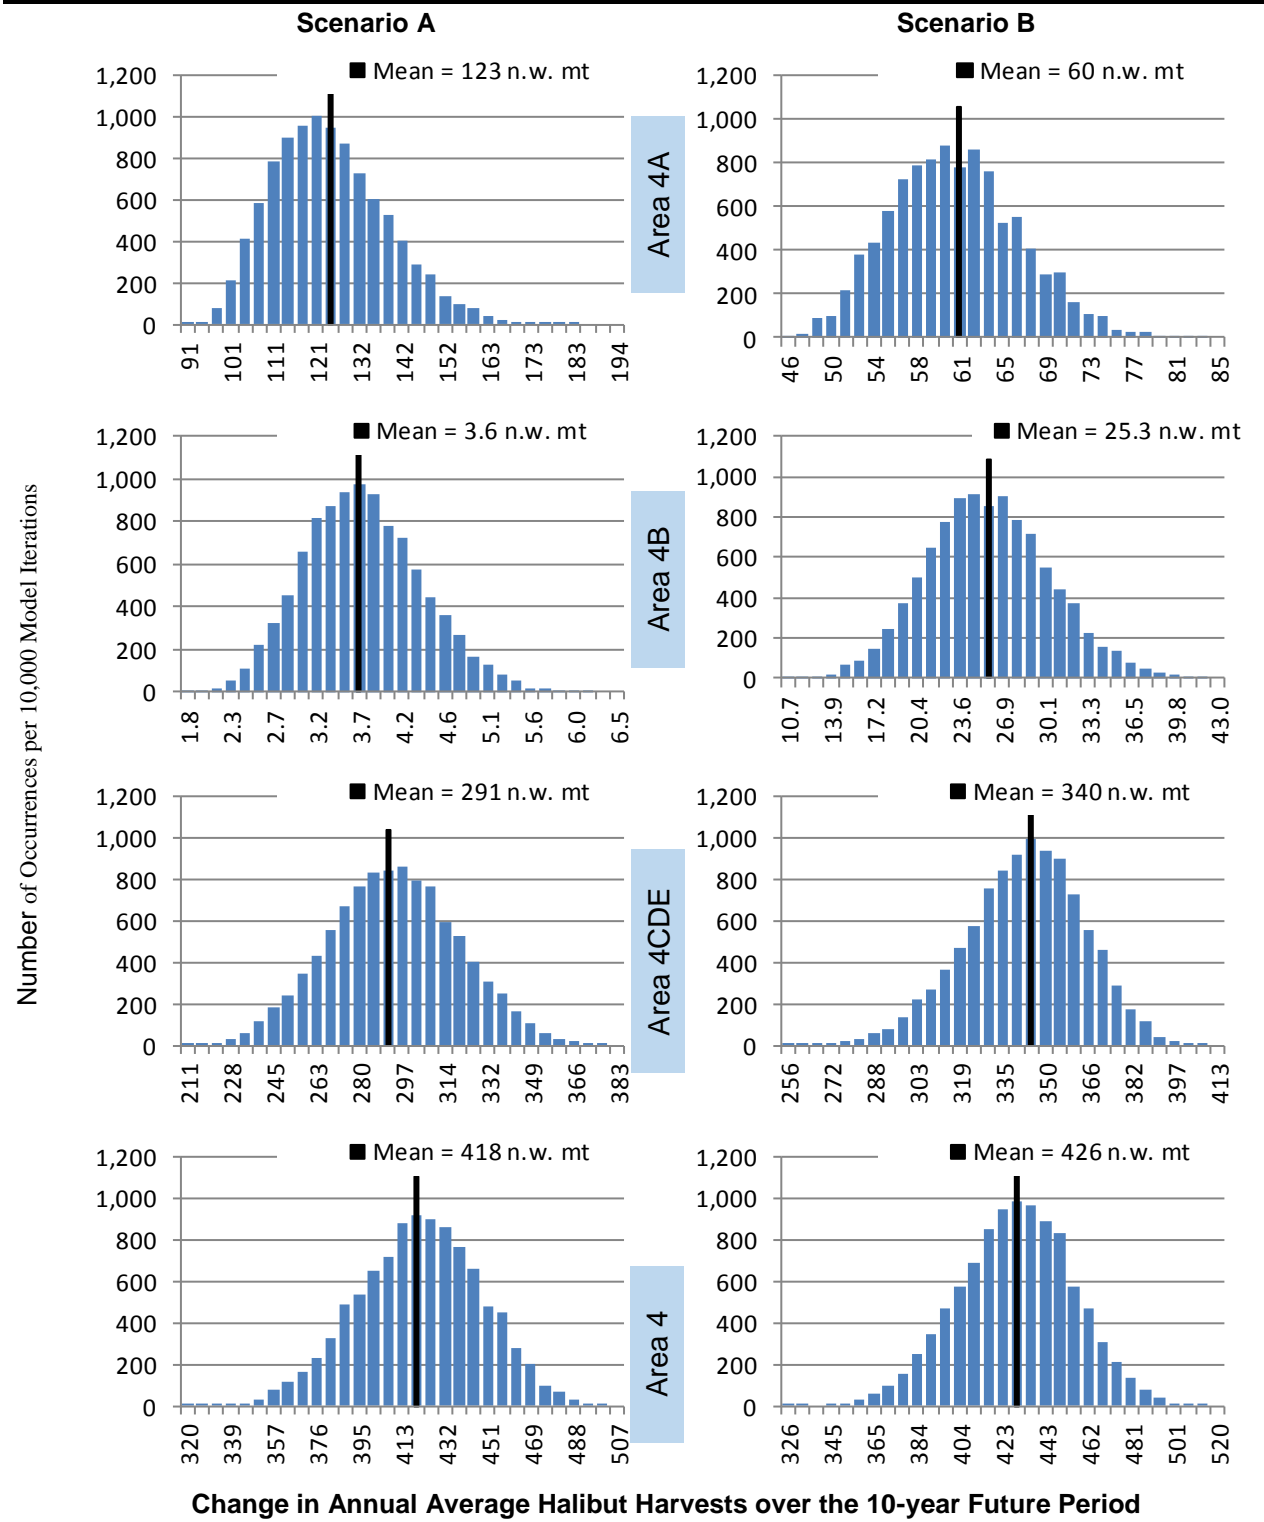 Scenario A
Scenario B
Number of Occurrences per 10,000 Model Iterations
Mean = 123 n.w. mt
1,200
1,000
800
600
400
200
0
91 101 111 121 132 142 152 163 173 183 194
Area 4A
Mean = 60 n.w. mt
1,200
1,000
800
600
400
200
0
46 50 54 58 61 65 69 73 77 81 85
Mean = 3.6 n.w. mt
1,200
1,000
800
600
400
200
0
1.8 2.3 2.7 3.2 3.7 4.2 4.6 5.1 5.6 6.0 6.5
Area 4B
Mean = 25.3 n.w. mt
1,200
1,000
800
600
400
200
0
10.7 13.9 17.2 20.4 23.6 26.9 30.1 33.3 36.5 39.8 43.0
Mean = 291 n.w. mt
1,200
1,000
800
600
400
200
0
211 228 245 263 280 297 314 332 349 366 383
Area 4CDE
Mean = 340 n.w. mt
1,200
1,000
800
600
400
200
0
256 272 288 303 319 335 350 366 382 397 413
Mean = 418 n.w. mt
1,200
1,000
800
600
400
200
0
320 339 357 376 395 413 432 451 469 488 507
Area 4
Mean = 426 n.w. mt
1,200
1,000
800
600
400
200
0
326 345 365 384 404 423 443 462 481 501 520
Change in Annual Average Halibut Harvests over the 10-year Future Period